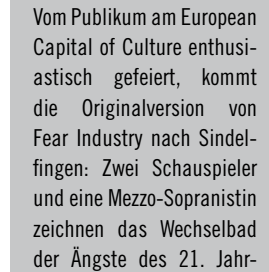 Vom Publikum am European
Capital of Culture enthusi-
astisch gefeiert, kommt
die Originalversion von
Fear Industry nach Sindel-
fingen: Zwei Schauspieler
und eine Mezzo-Sopranistin
zeichnen das Wechselbad
der Ängste des 21. Jahr-